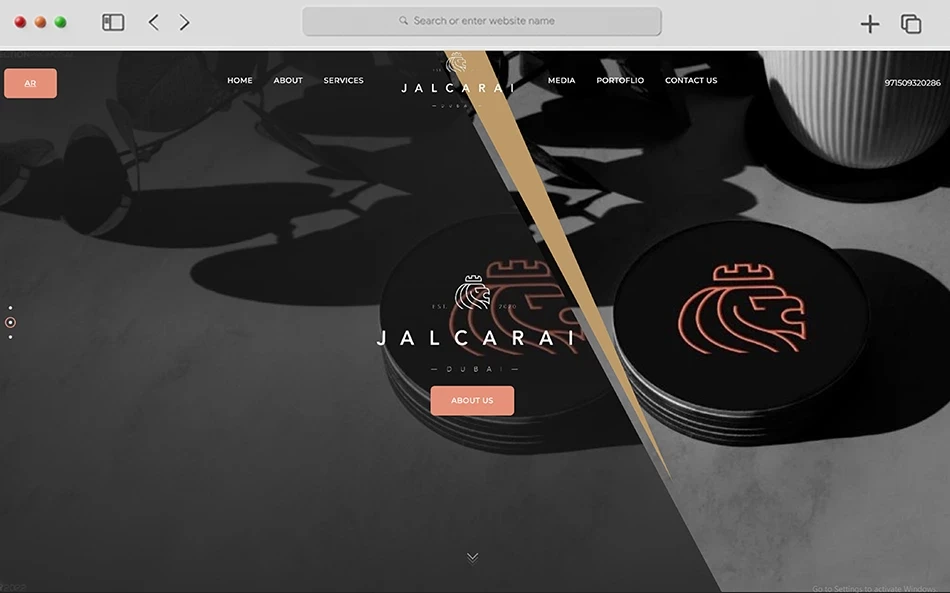 Search or enter website name
AR
HOME ABOUT SERVICES
JALCARAI
DUBAI
MEDIA PORTOFLIO CONTACT US
971509320286
EST. 2020
JALCARAI
— DUBAI —
ABOUT US
Go to Settings to activate Windows.